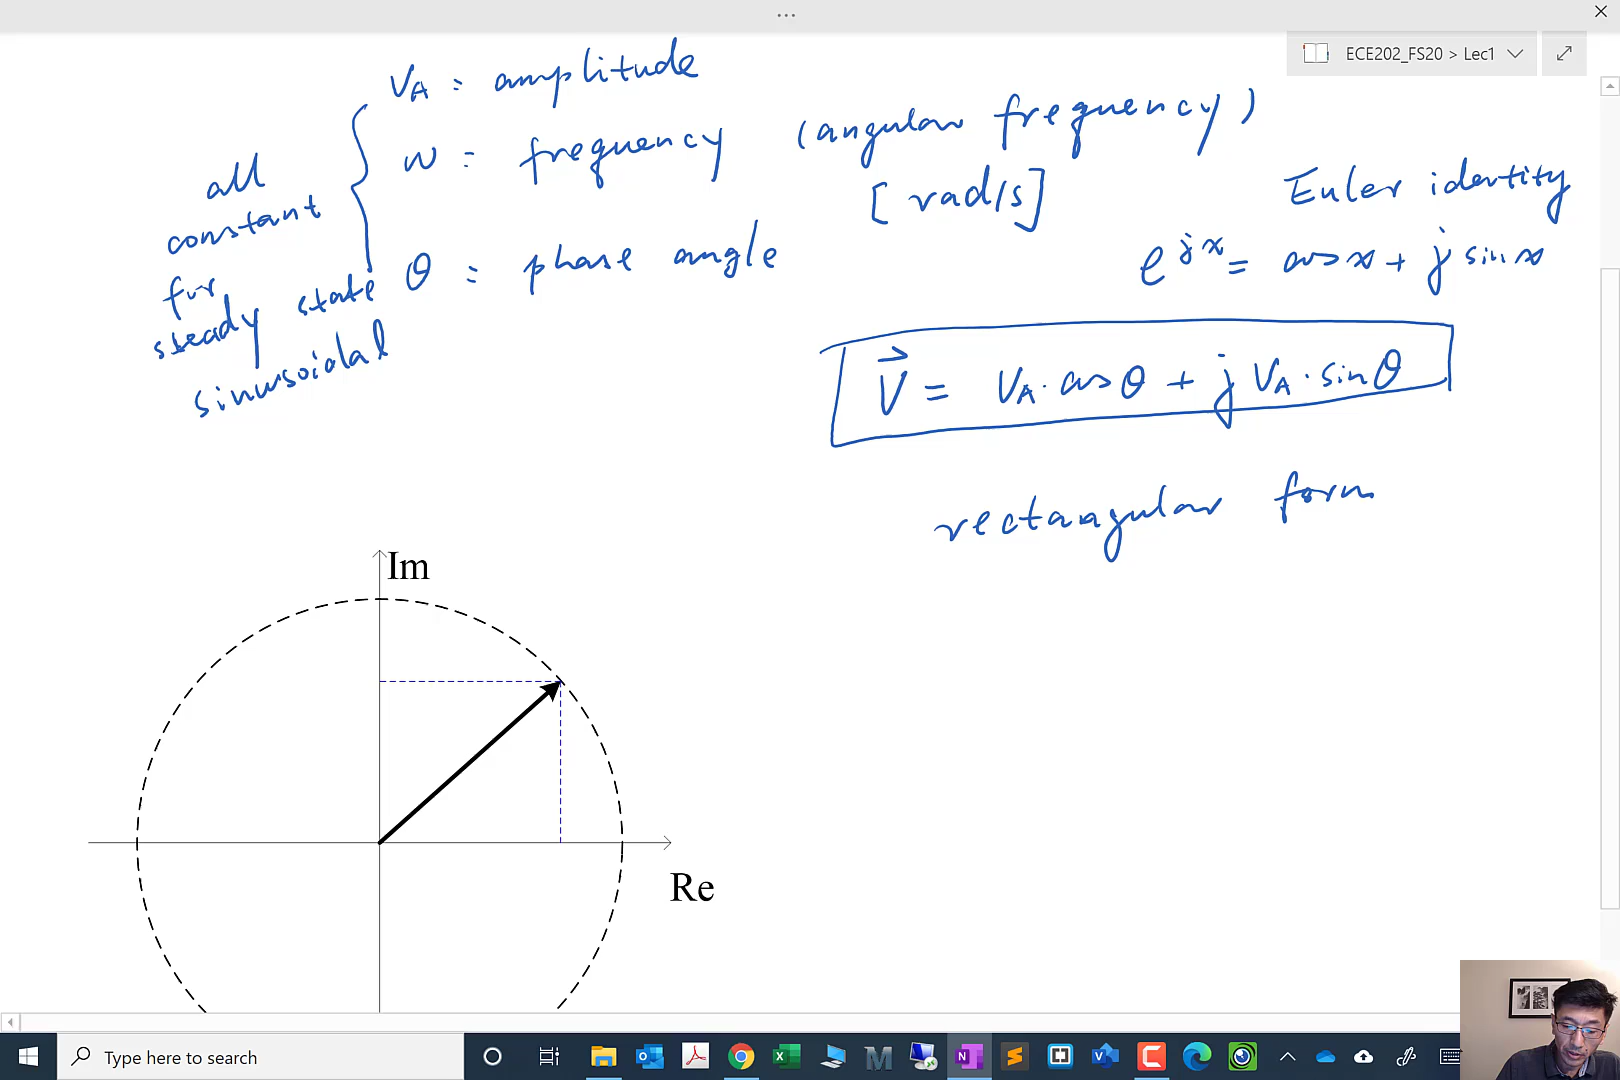 ...
ECE202_FS20 > Lec1
V_A : amplitude
ω : frequency (angular frequency)
[rad/s]
θ : phase angle
all
constant
for
steady state
sinusoidal
Euler identity
e^{jx} = cos x + j sin x
V⃗ = V_A · cos θ + j V_A · sin θ
rectangular form
Im
Re
Type here to search